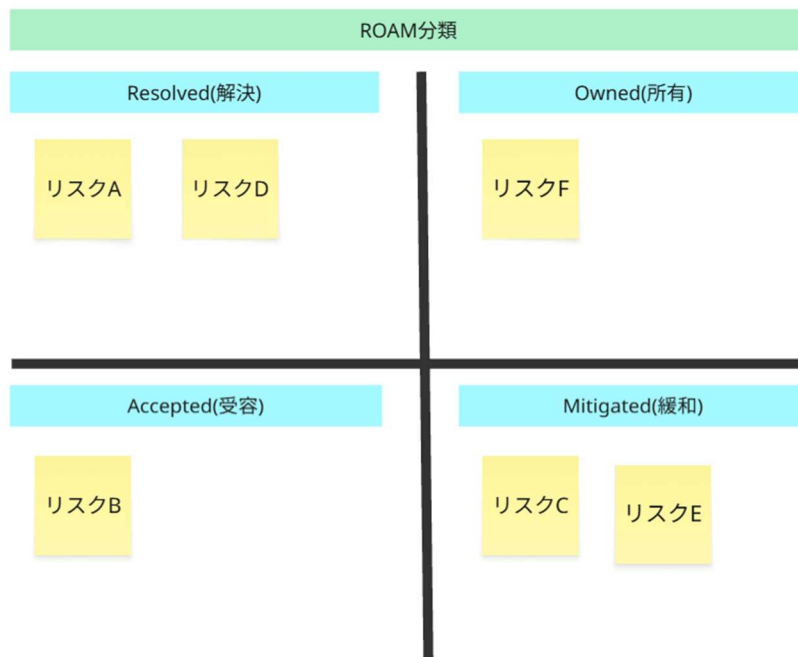 ROAM分類
Resolved(解決)
Owned(所有)
リスクA
リスクD
リスクF
Accepted(受容)
Mitigated(緩和)
リスクB
リスクC
リスクE